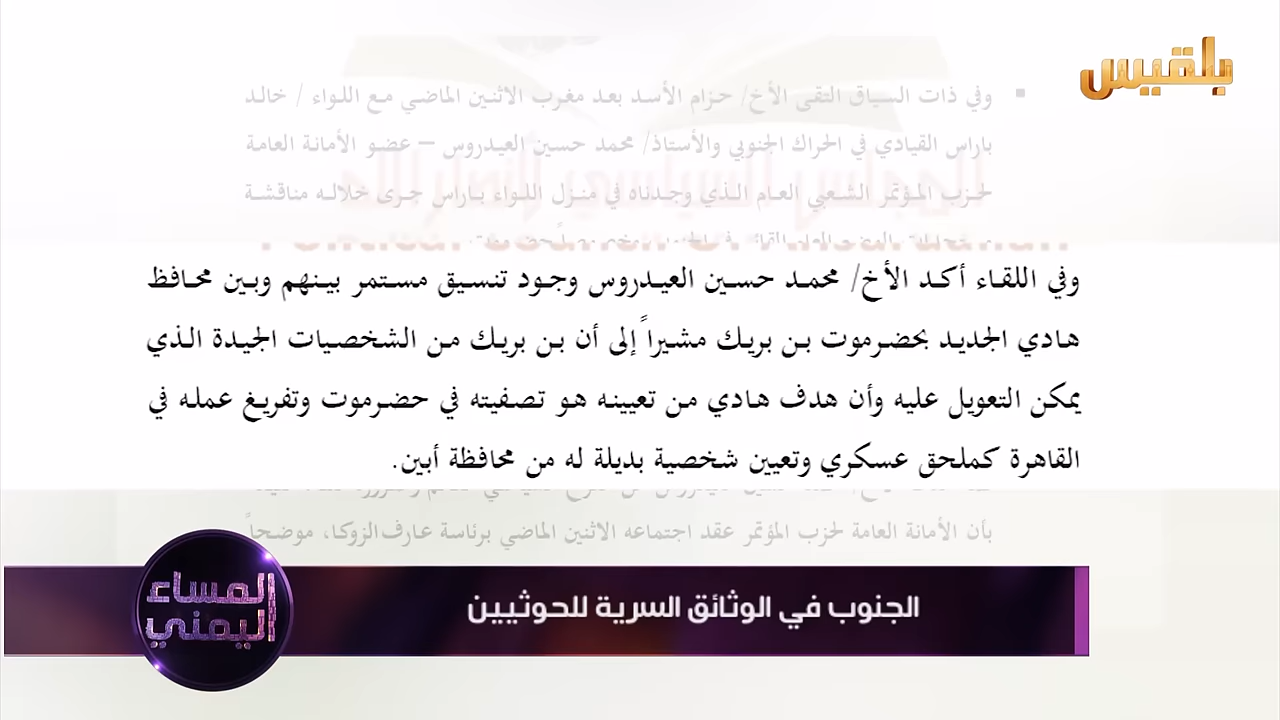 بلقيس
وفي ذات السياق التقى الأخ/ حزام الأسد بعد مغرب الاثنين الماضي مع اللواء / خالد
باراس القيادي في الحراك الجنوبي والأستاذ/ محمد حسين العيدروس – عضو الأمانة العامة
لحزب المؤتمر الشعبي العام الذي وجدناه في منزل اللواء باراس جرى خلاله مناقشة
وفي اللقاء أكد الأخ/ محمد حسين العيدروس وجود تنسيق مستمر بينهم وبين محافظ
هادي الجديد بحضرموت بن بريك مشيراً إلى أن بن بريك من الشخصيات الجيدة الذي
يمكن التعويل عليه وأن هدف هادي من تعيينه هو تصفيته في حضرموت وتفريغ عمله في
القاهرة كملحق عسكري وتعيين شخصية بديلة له من محافظة أبين.
بأن الأمانة العامة لحزب المؤتمر عقد اجتماعه الاثنين الماضي برئاسة عارف الزوكا، موضحاً
الجنوب في الوثائق السرية للحوثيين
المساء
اليمني